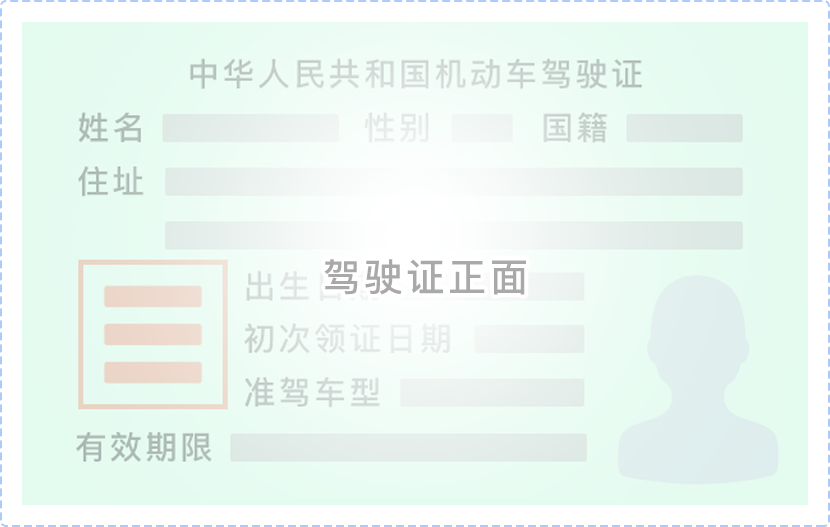 中华人民共和国机动车驾驶证
姓名 性别 国籍
住址
驾驶证正面
出生日期
初次领证日期
准驾车型
有效期限